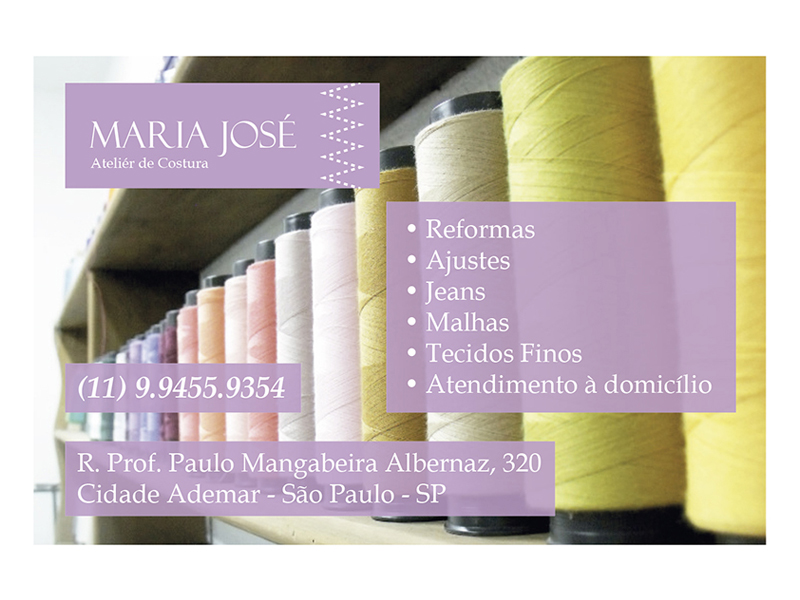 MARIA JOSÉ
Ateliér de Costura
• Reformas
• Ajustes
• Jeans
• Malhas
• Tecidos Finos
• Atendimento à domicílio
(11) 9.9455.9354
R. Prof. Paulo Mangabeira Albernaz, 320
Cidade Ademar - São Paulo - SP